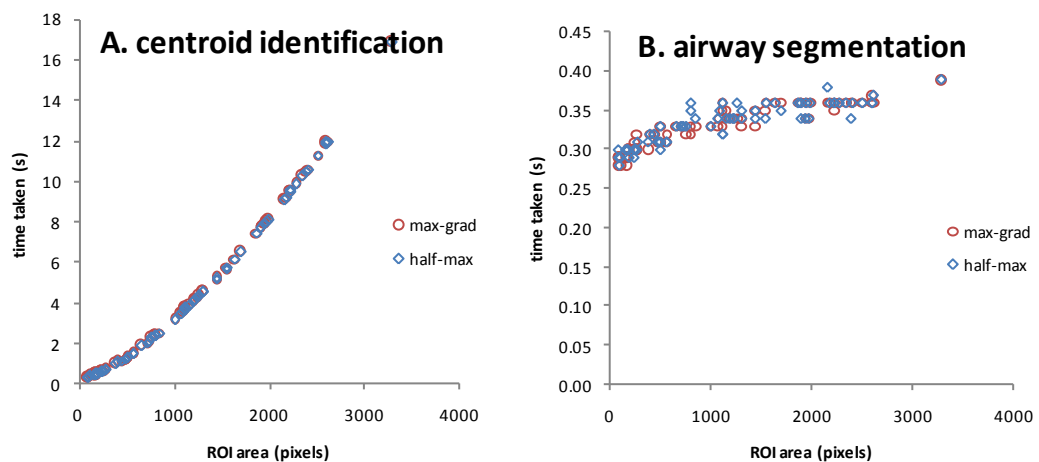 A. centroid identification
18
16
14
12
10
8
6
4
2
0
time taken (s)
0 1000 2000 3000 4000
ROI area (pixels)
max-grad
half-max
B. airway segmentation
0.45
0.40
0.35
0.30
0.25
0.20
0.15
0.10
0.05
0.00
time taken (s)
0 1000 2000 3000 4000
ROI area (pixels)
max-grad
half-max